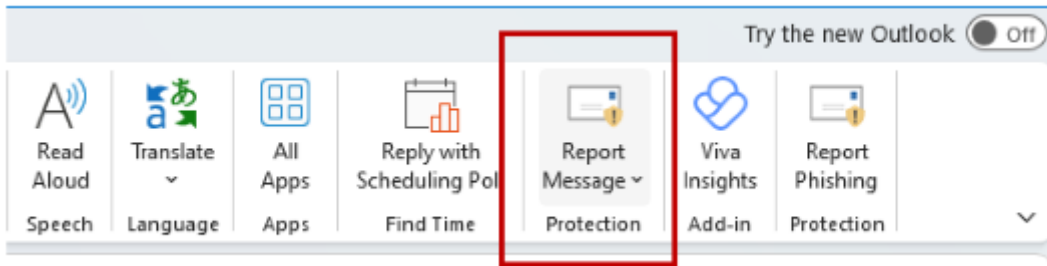 Try the new Outlook Off
Read Aloud
Translate
All Apps
Reply with Scheduling Pol
Report Message
Viva Insights
Report Phishing
Speech
Language
Apps
Find Time
Protection
Add-in
Protection